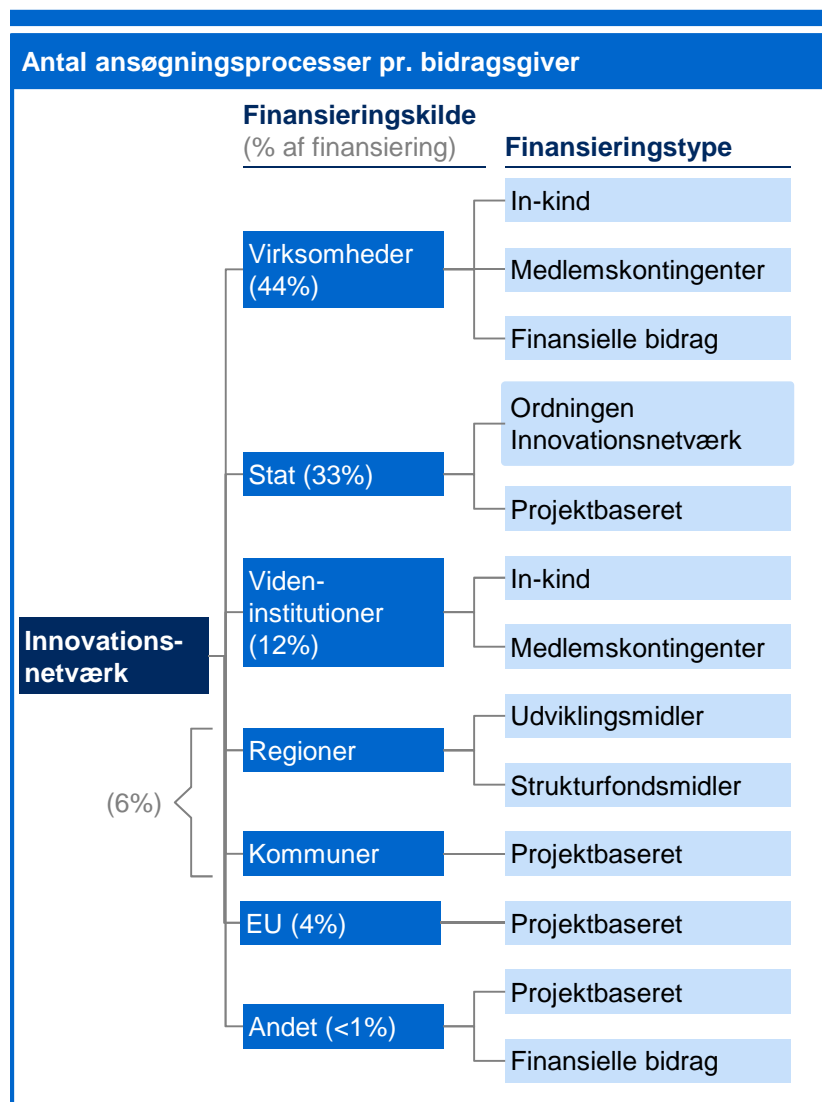 Antal ansøgningsprocesser pr. bidragsgiver
Finansieringskilde
(% af finansiering)
Finansieringstype
Innovations-
netværk
Virksomheder
(44%)
In-kind
Medlemskontingenter
Finansielle bidrag
Stat (33%)
Ordningen
Innovationsnetværk
Projektbaseret
Viden-
institutioner
(12%)
In-kind
Medlemskontingenter
(6%)
Regioner
Udviklingsmidler
Strukturfondsmidler
Kommuner
Projektbaseret
EU (4%)
Projektbaseret
Andet (<1%)
Projektbaseret
Finansielle bidrag